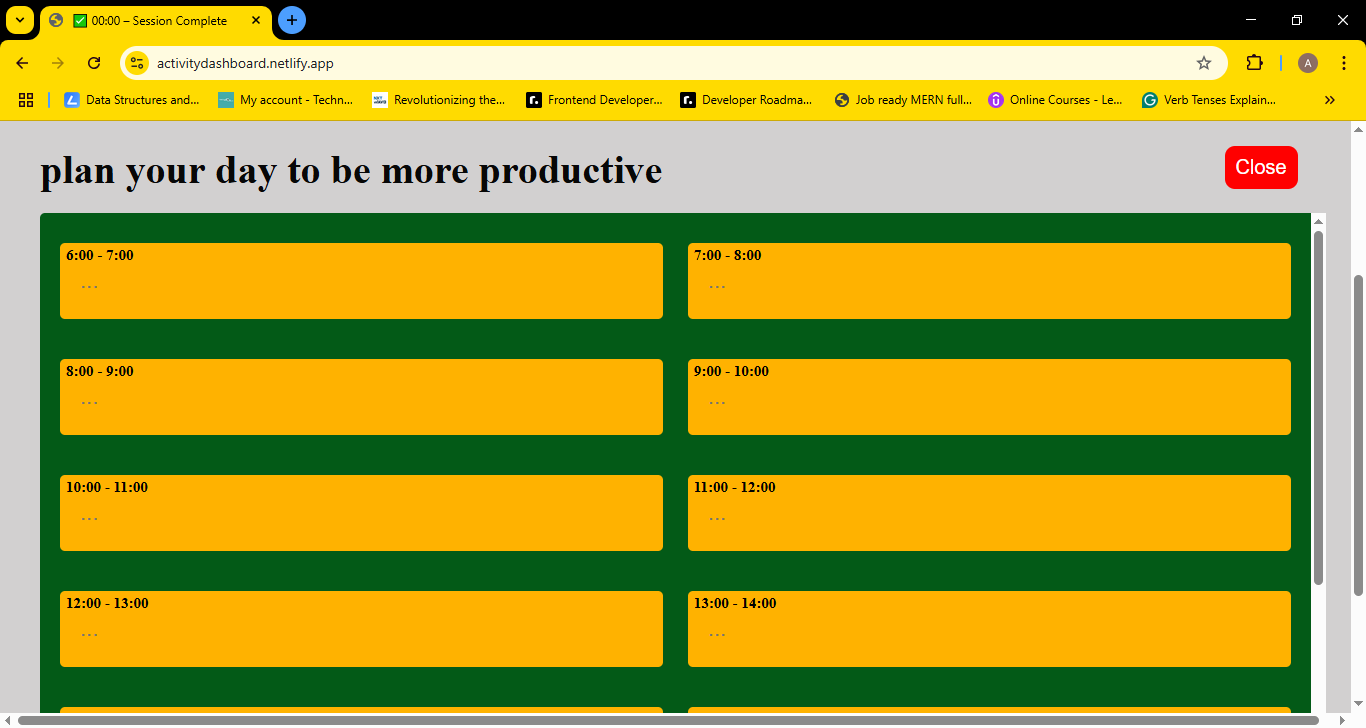 00:00 – Session Complete
activitydashboard.netlify.app
A
Data Structures and... My account - Techn... Revolutionizing the... Frontend Developer... Developer Roadma... Job ready MERN full... Online Courses - Le... Verb Tenses Explain...
plan your day to be more productive
Close
6:00 - 7:00
...
7:00 - 8:00
...
8:00 - 9:00
...
9:00 - 10:00
...
10:00 - 11:00
...
11:00 - 12:00
...
12:00 - 13:00
...
13:00 - 14:00
...